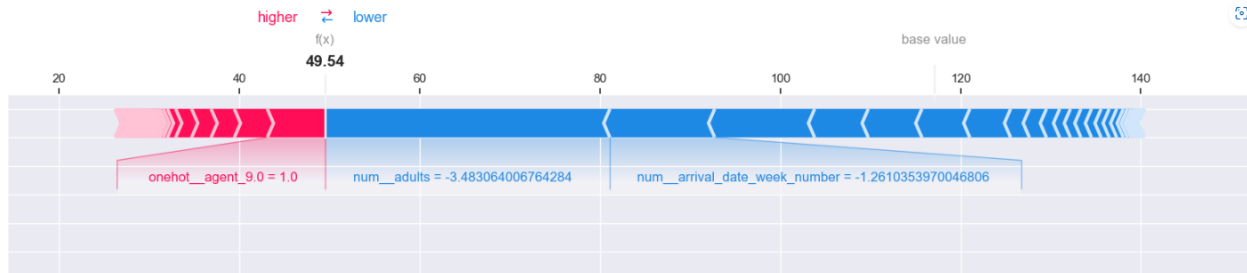 higher lower
f(x) base value
49.54
20 40 60 80 100 120 140
onehot__agent_9.0 = 1.0 num__adults = -3.483064006764284 num__arrival_date_week_number = -1.2610353970046806